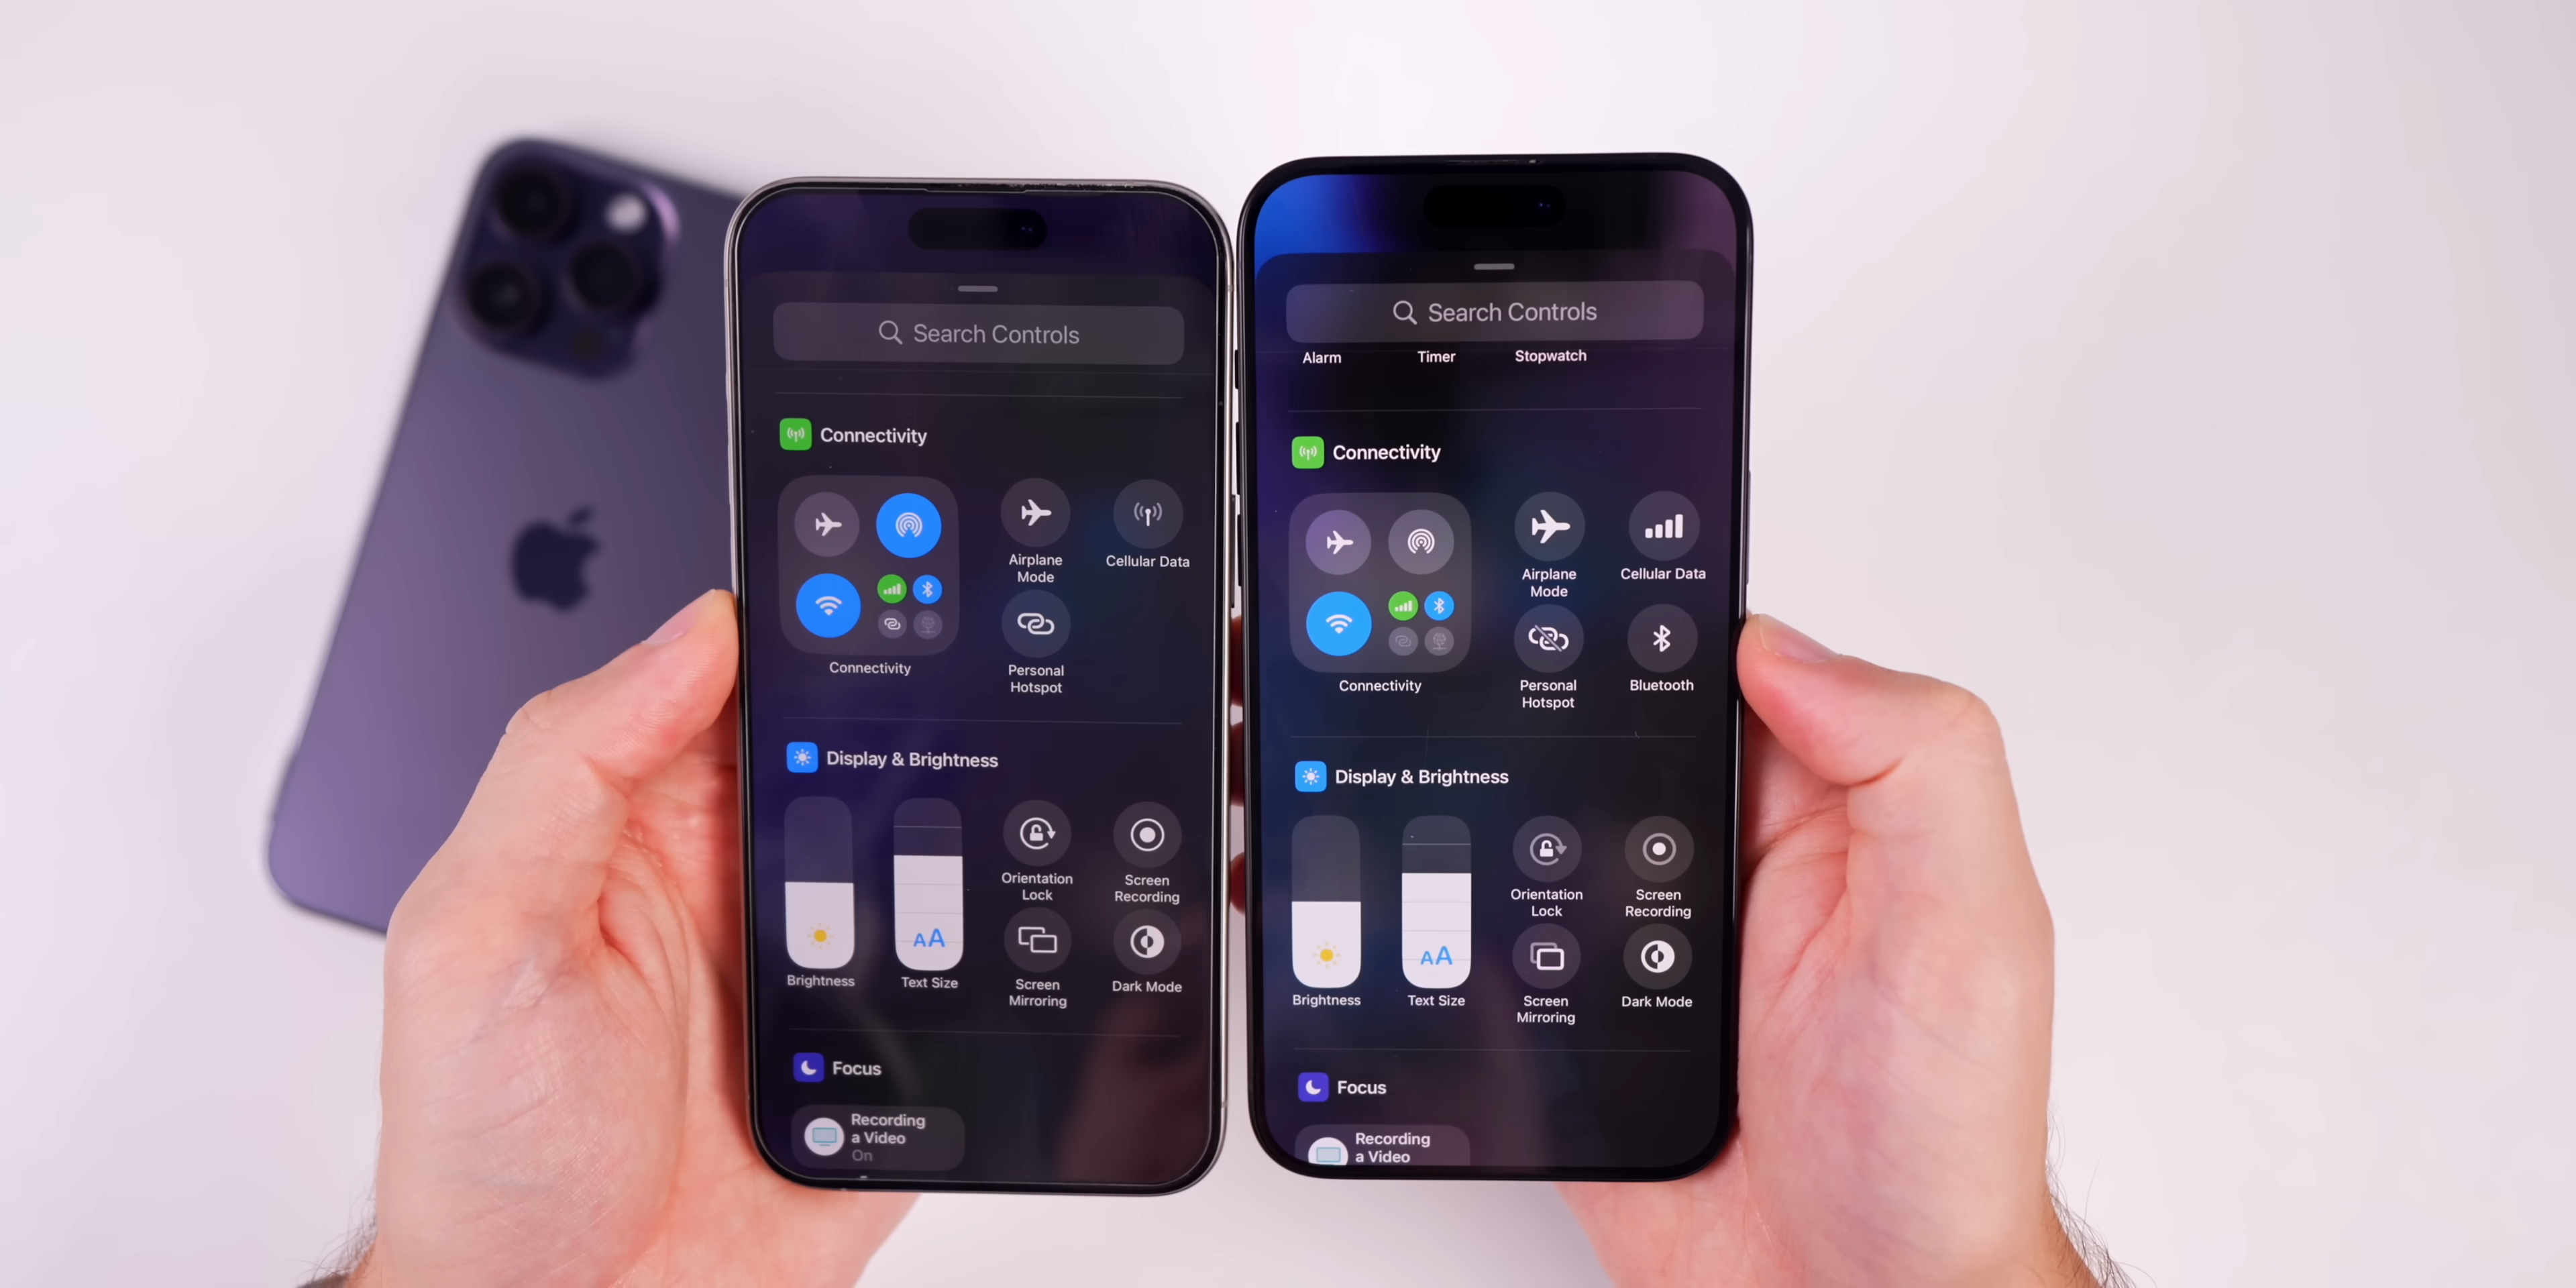 Search Controls
Connectivity
Airplane
Mode
Cellular Data
Personal
Hotspot
Connectivity
Display & Brightness
AA
Brightness
Text Size
Orientation
Lock
Screen
Recording
Screen
Mirroring
Dark Mode
Focus
Recording
a Video
On
Search Controls
Alarm Timer Stopwatch
Connectivity
Airplane
Mode
Cellular Data
Personal
Hotspot
Bluetooth
Connectivity
Display & Brightness
AA
Brightness
Text Size
Orientation
Lock
Screen
Recording
Screen
Mirroring
Dark Mode
Focus
Recording
a Video